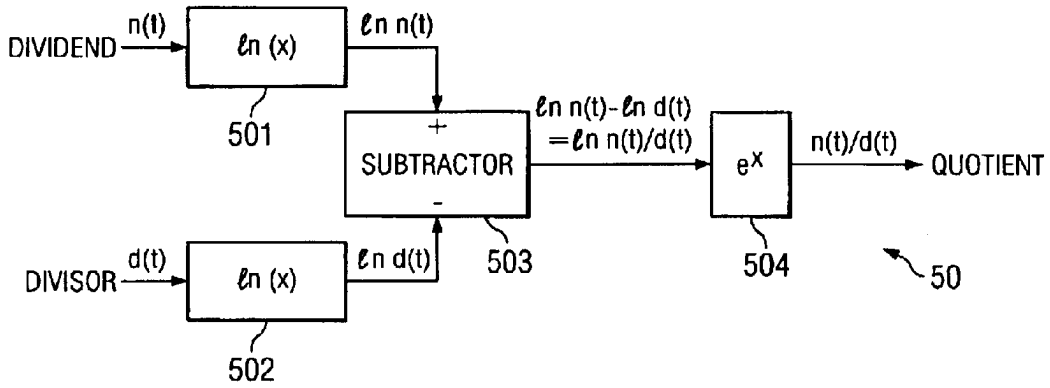 DIVIDEND
n(t)
ℓn (x)
ℓn n(t)
501
+
SUBTRACTOR
-
503
ℓn n(t)-ℓn d(t)
=ℓn n(t)/d(t)
eˣ
504
n(t)/d(t)
QUOTIENT
DIVISOR
d(t)
ℓn (x)
ℓn d(t)
502
50